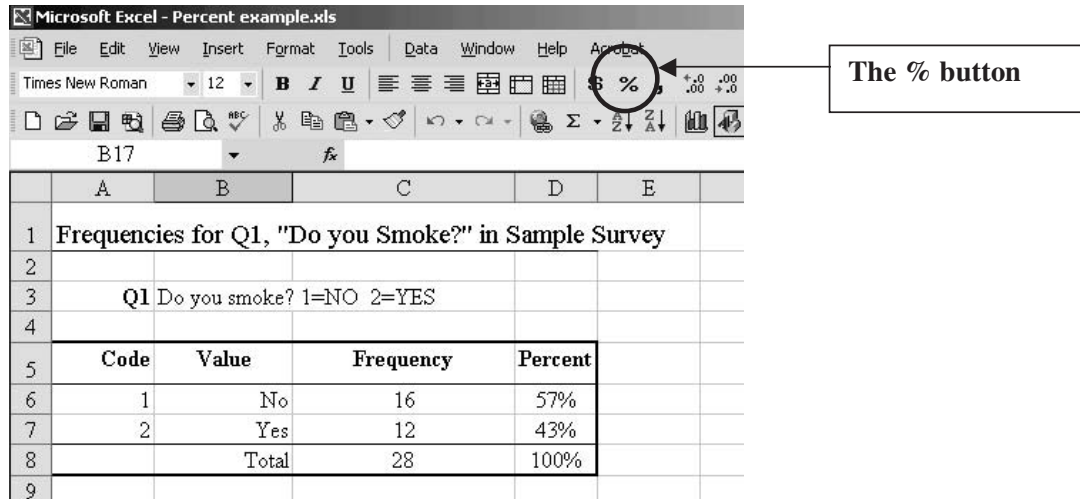 Microsoft Excel - Percent example.xls
File Edit View Insert Format Tools Data Window Help Acrobat
Times New Roman 12 B I U $ % , .00 .00
The % button
ABC Σ A Z Z A
B17 fx
A B C D E
1 Frequencies for Q1, "Do you Smoke?" in Sample Survey
2
3 Q1 Do you smoke? 1=NO 2=YES
4
5 Code Value Frequency Percent
6 1 No 16 57%
7 2 Yes 12 43%
8 Total 28 100%
9